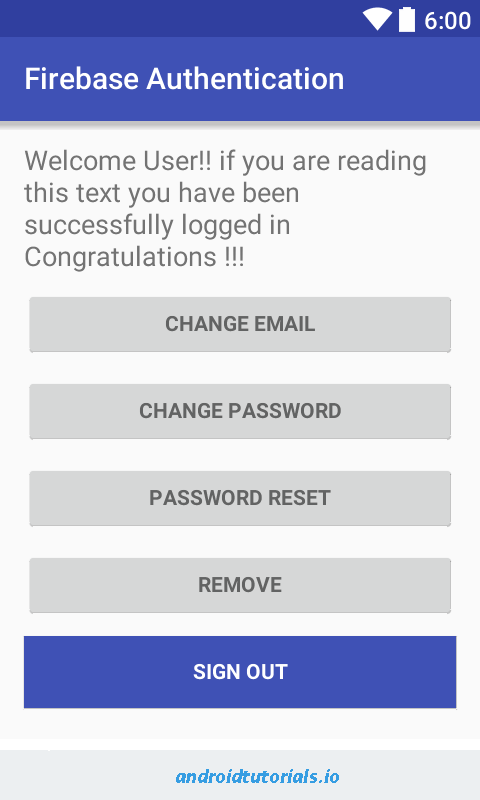 6:00
Firebase Authentication
Welcome User!! if you are reading
this text you have been
successfully logged in
Congratulations !!!
CHANGE EMAIL
CHANGE PASSWORD
PASSWORD RESET
REMOVE
SIGN OUT
androidtutorials.io